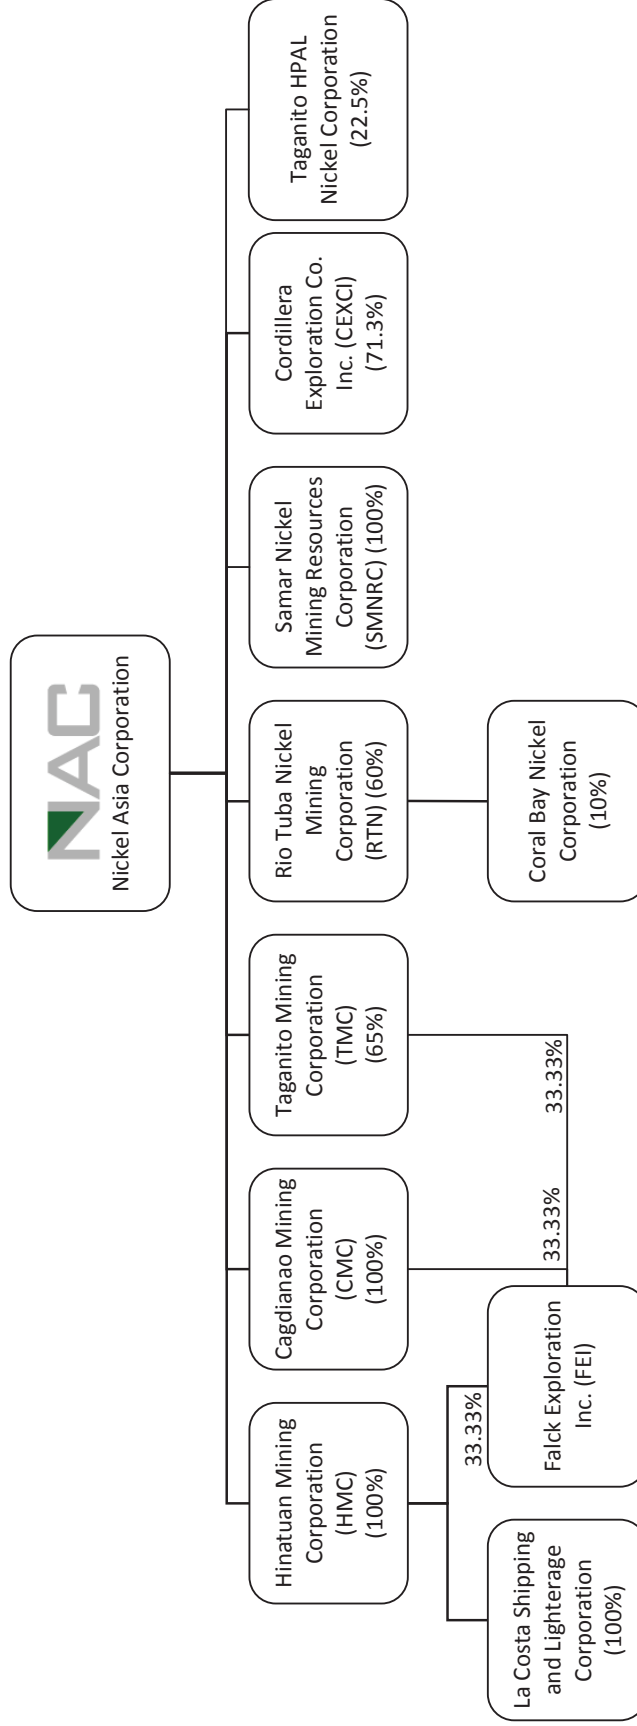 NAC
Nickel Asia Corporation
Hinatuan Mining
Corporation
(HMC)
(100%)
Cagdianao Mining
Corporation
(CMC)
(100%)
Taganito Mining
Corporation
(TMC)
(65%)
Rio Tuba Nickel
Mining
Corporation
(RTN) (60%)
Samar Nickel
Mining Resources
Corporation
(SMNRC) (100%)
Cordillera
Exploration Co.
Inc. (CEXCI)
(71.3%)
Taganito HPAL
Nickel Corporation
(22.5%)
33.33%
33.33%
33.33%
La Costa Shipping
and Lighterage
Corporation
(100%)
Falck Exploration
Inc. (FEI)
Coral Bay Nickel
Corporation
(10%)